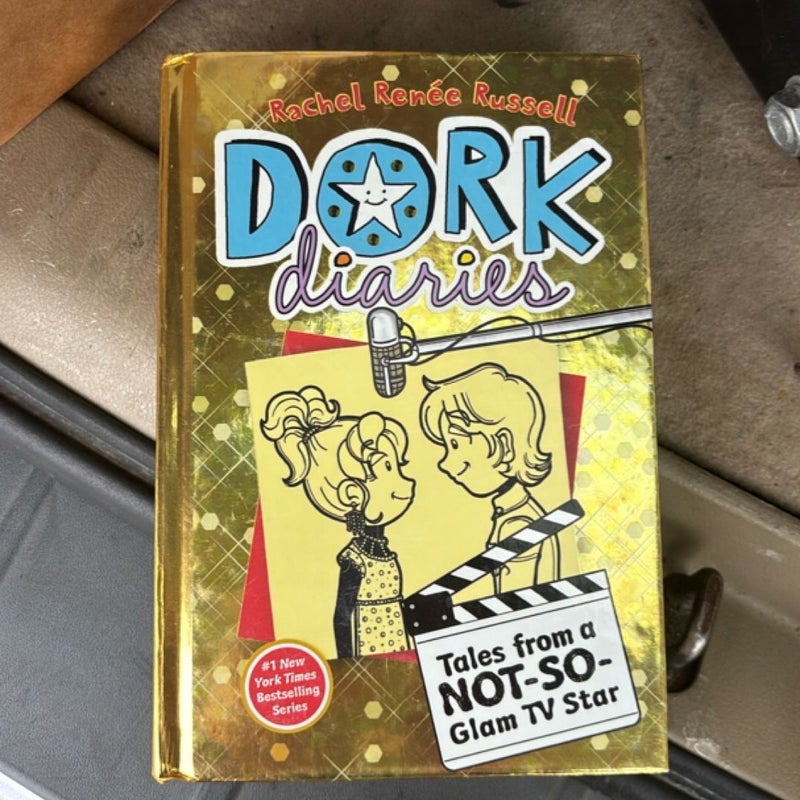 Rachel Renée Russell
DORK
diaries
Tales from a
NOT-SO-
Glam TV Star
#1 New
York Times
Bestselling
Series